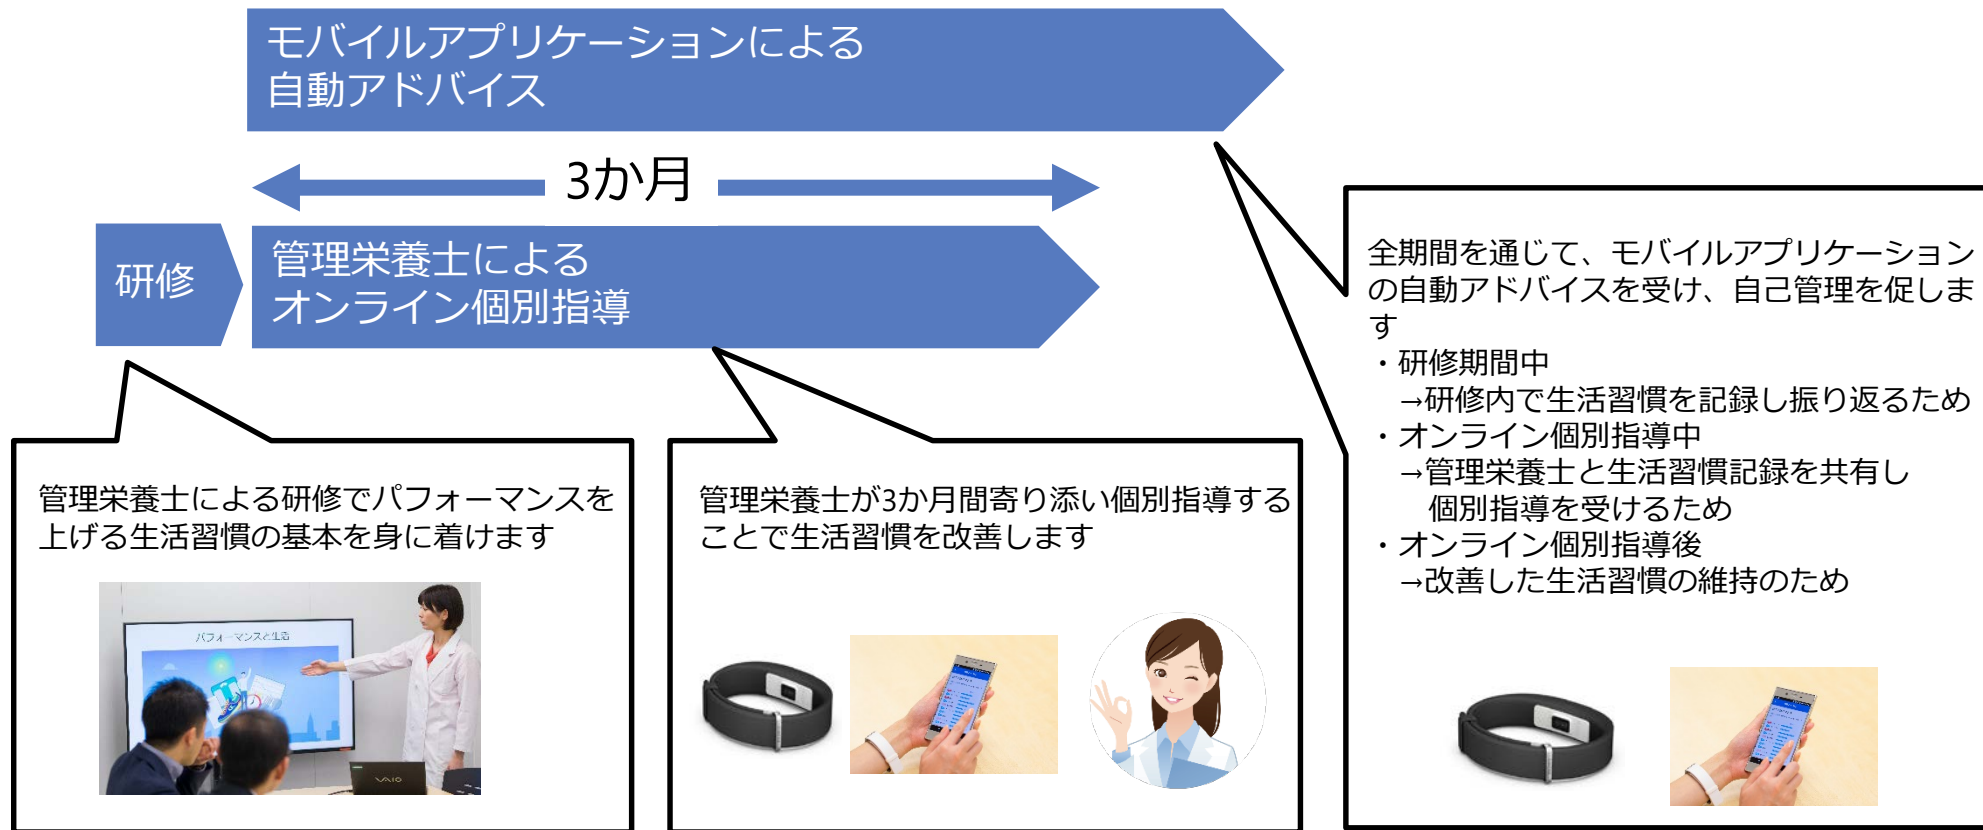 モバイルアプリケーションによる
自動アドバイス
3か月
研修
管理栄養士による
オンライン個別指導
管理栄養士による研修でパフォーマンスを
上げる生活習慣の基本を身に着けます
パフォーマンスと生活
VAIO
管理栄養士が3か月間寄り添い個別指導する
ことで生活習慣を改善します
全期間を通じて、モバイルアプリケーション
の自動アドバイスを受け、自己管理を促しま
す
・研修期間中
→研修内で生活習慣を記録し振り返るため
・オンライン個別指導中
→管理栄養士と生活習慣記録を共有し
個別指導を受けるため
・オンライン個別指導後
→改善した生活習慣の維持のため